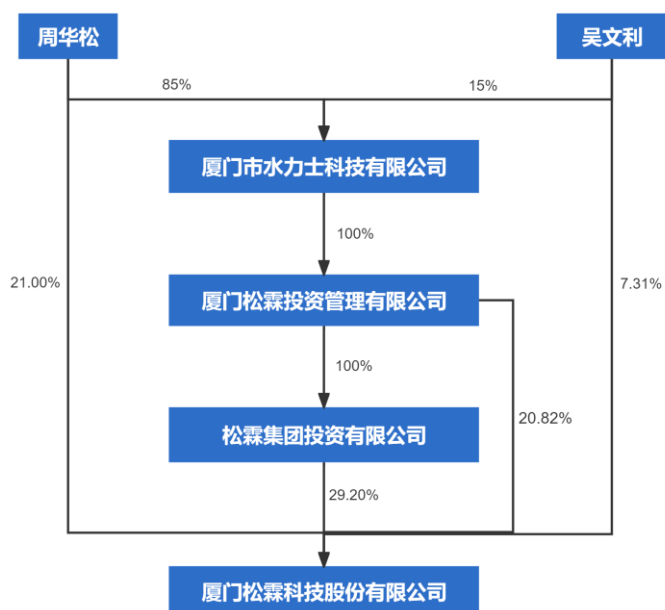 周华松
吴文利
85%
15%
厦门市水力士科技有限公司
100%
21.00%
厦门松霖投资管理有限公司
7.31%
100%
松霖集团投资有限公司
20.82%
29.20%
厦门松霖科技股份有限公司